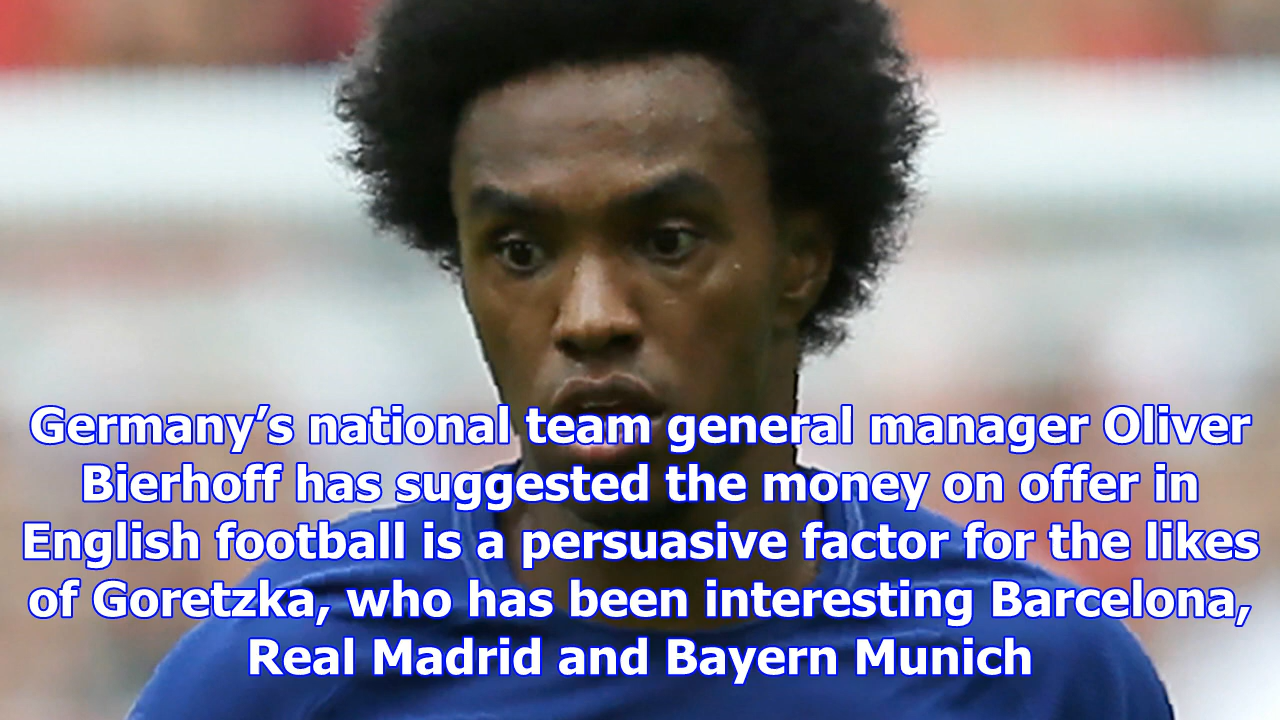 Germany’s national team general manager Oliver
Bierhoff has suggested the money on offer in
English football is a persuasive factor for the likes
of Goretzka, who has been interesting Barcelona,
Real Madrid and Bayern Munich